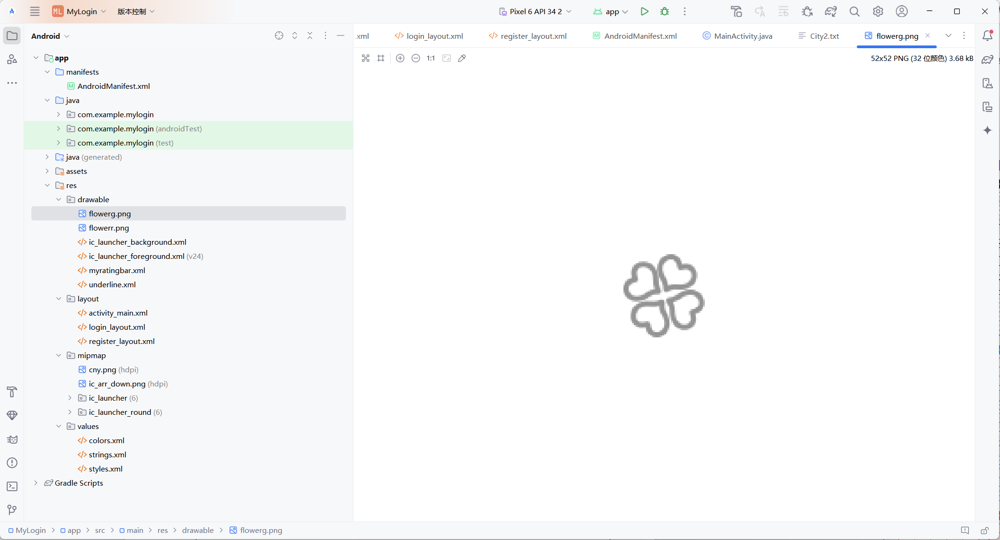 ML MyLogin 版本控制 Pixel 6 API 34 2 app
Android
.xml login_layout.xml register_layout.xml AndroidManifest.xml MainActivity.java City2.txt flowerg.png
1:1 52x52 PNG (32 位颜色) 3.68 kB
app
manifests
AndroidManifest.xml
java
com.example.mylogin
com.example.mylogin (androidTest)
com.example.mylogin (test)
java (generated)
assets
res
drawable
flowerg.png
flowerr.png
ic_launcher_background.xml
ic_launcher_foreground.xml (v24)
myratingbar.xml
underline.xml
layout
activity_main.xml
login_layout.xml
register_layout.xml
mipmap
cny.png (hdpi)
ic_arr_down.png (hdpi)
ic_launcher (6)
ic_launcher_round (6)
values
colors.xml
strings.xml
styles.xml
Gradle Scripts
MyLogin > app > src > main > res > drawable > flowerg.png